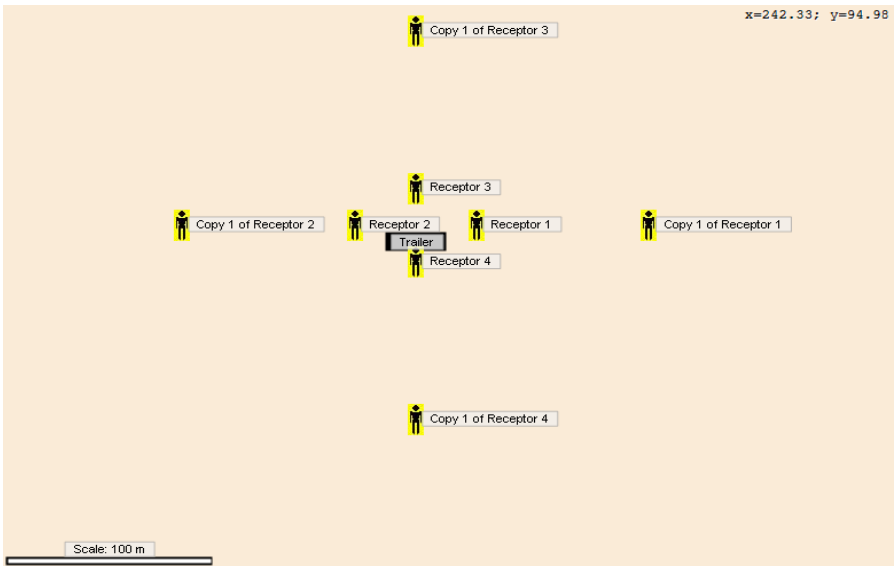 x=242.33; y=94.98
Copy 1 of Receptor 3
Receptor 3
Copy 1 of Receptor 2
Receptor 2
Receptor 1
Copy 1 of Receptor 1
Trailer
Receptor 4
Copy 1 of Receptor 4
Scale: 100 m